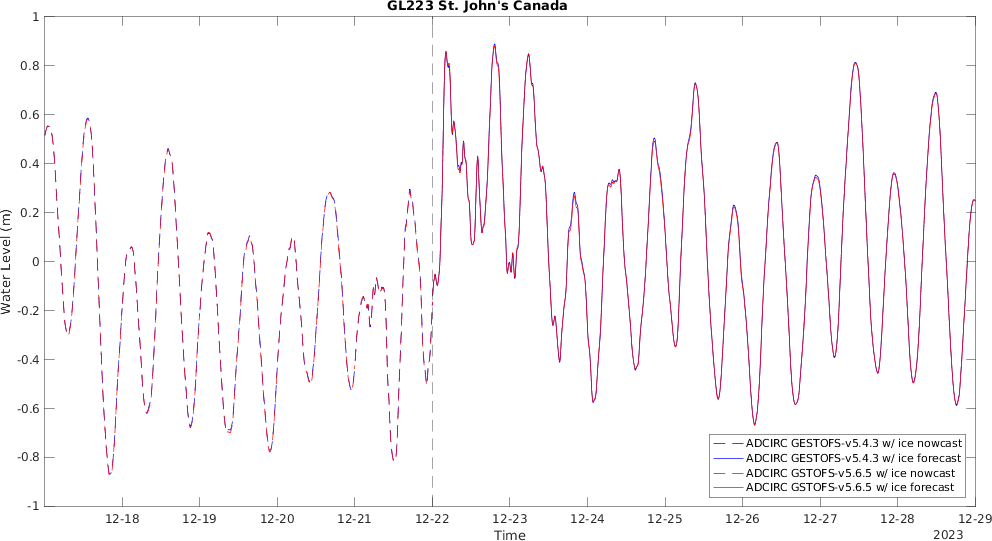 GL223 St. John's Canada
Water Level (m)
1
0.8
0.6
0.4
0.2
0
-0.2
-0.4
-0.6
-0.8
-1
ADCIRC GESTOFS-v5.4.3 w/ ice nowcast
ADCIRC GESTOFS-v5.4.3 w/ ice forecast
ADCIRC GSTOFS-v5.6.5 w/ ice nowcast
ADCIRC GSTOFS-v5.6.5 w/ ice forecast
12-18 12-19 12-20 12-21 12-22 12-23 12-24 12-25 12-26 12-27 12-28 12-29
Time
2023